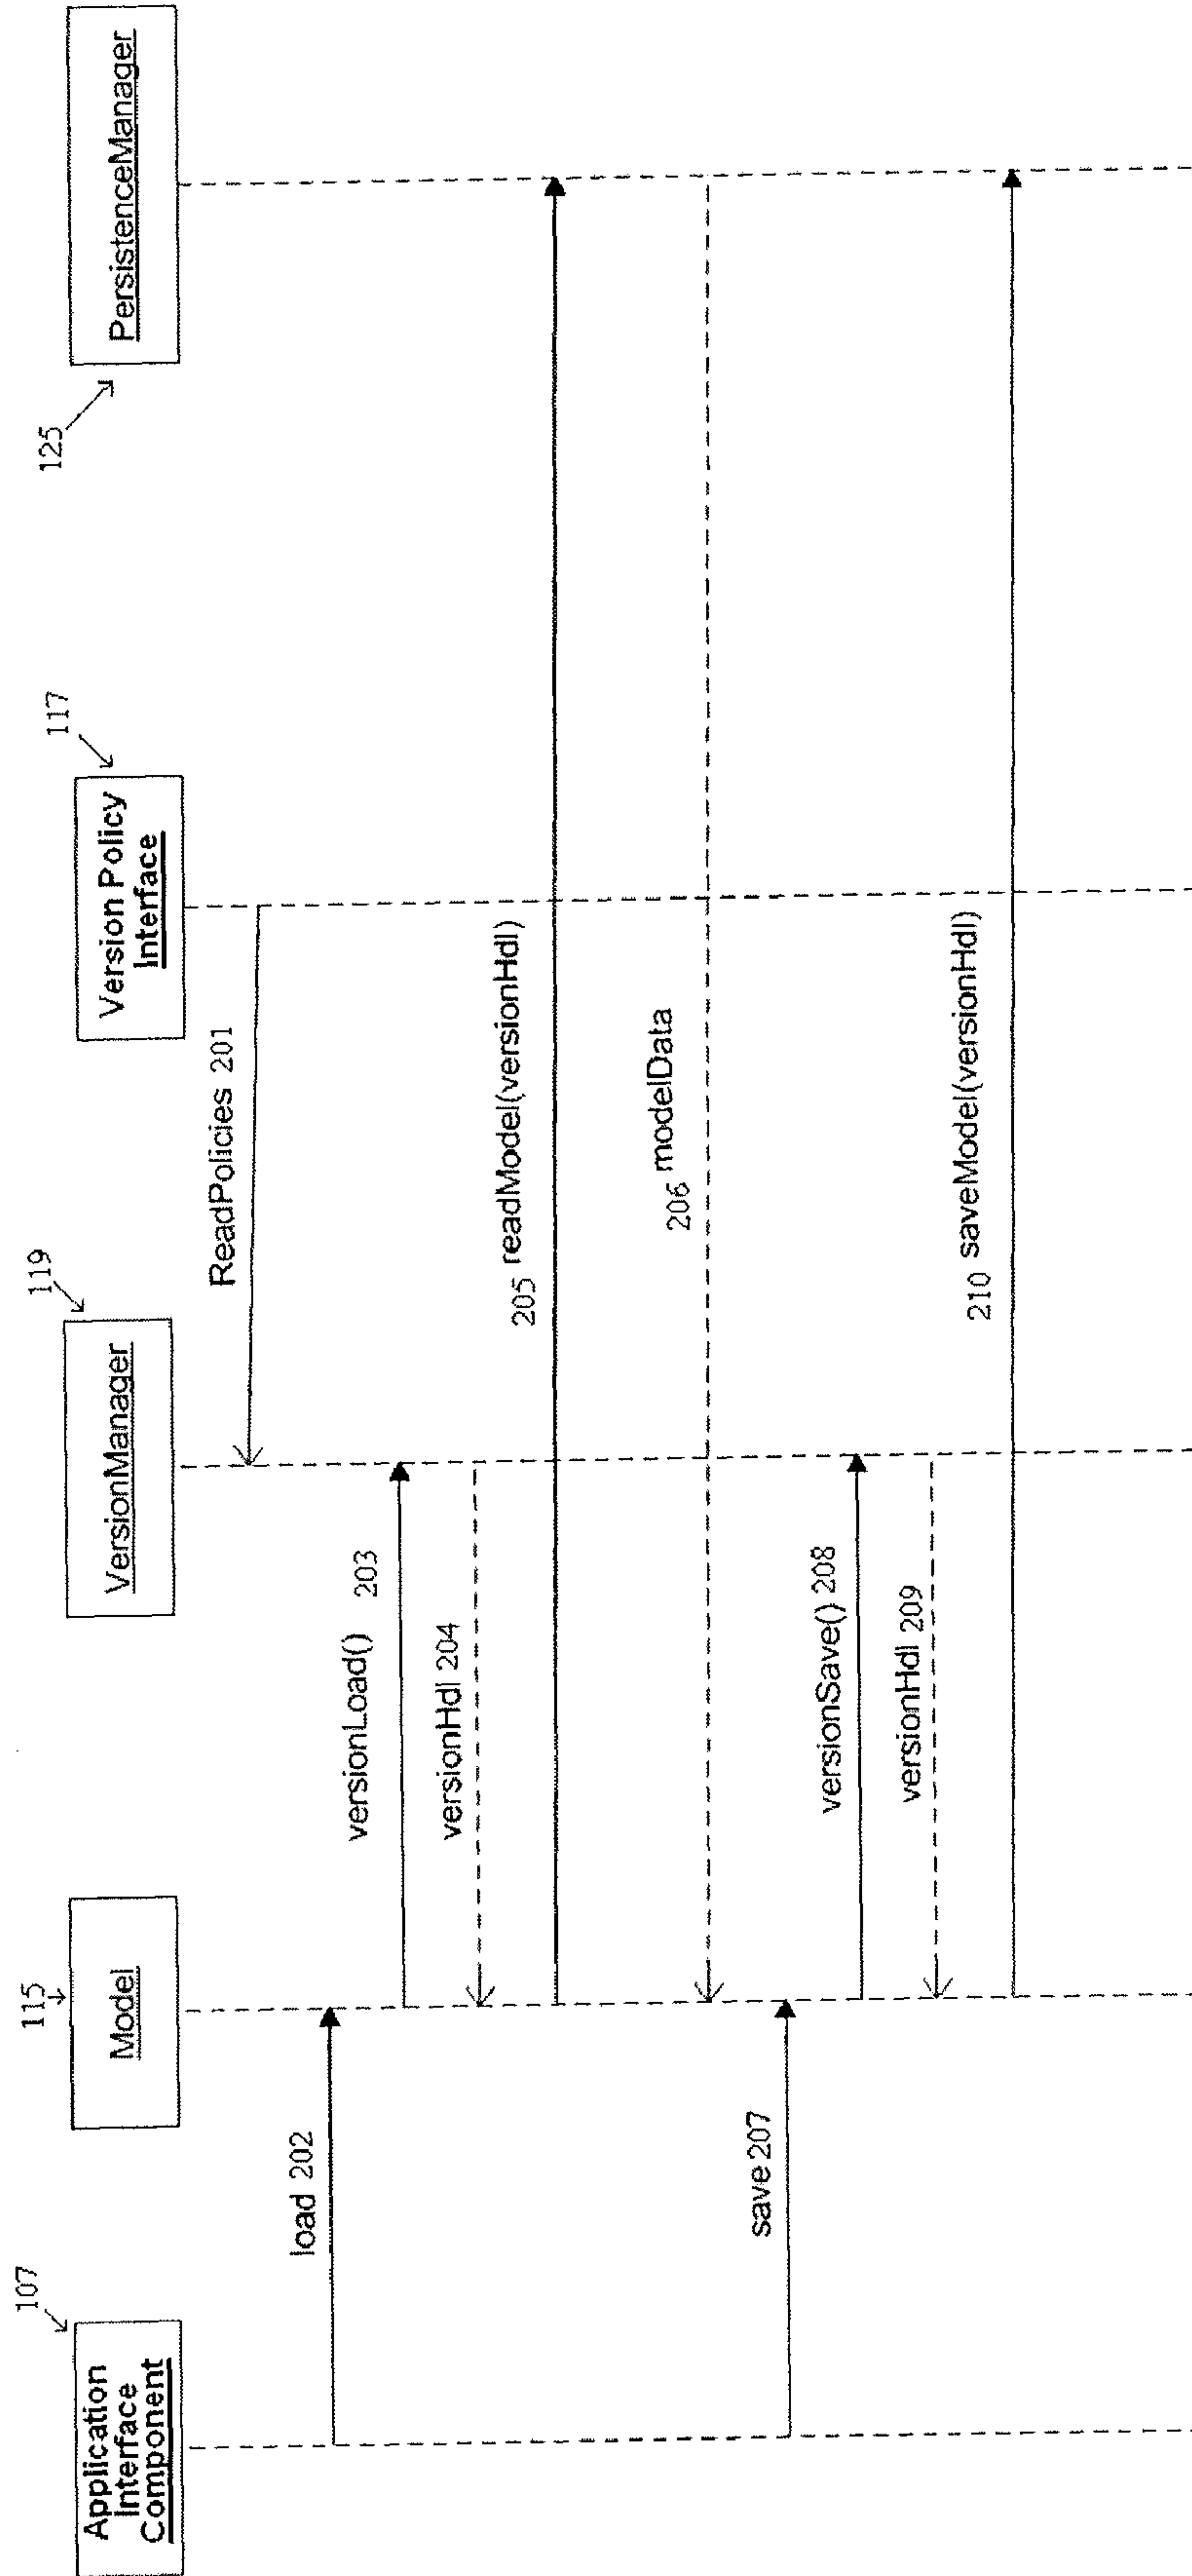 107
Application
Interface
Component
115
Model
119
VersionManager
117
Version Policy
Interface
125
PersistenceManager
ReadPolicies 201
load 202
versionLoad() 203
versionHdl 204
205 readModel(versionHdl)
206 modelData
save 207
versionSave() 208
versionHdl 209
210 saveModel(versionHdl)